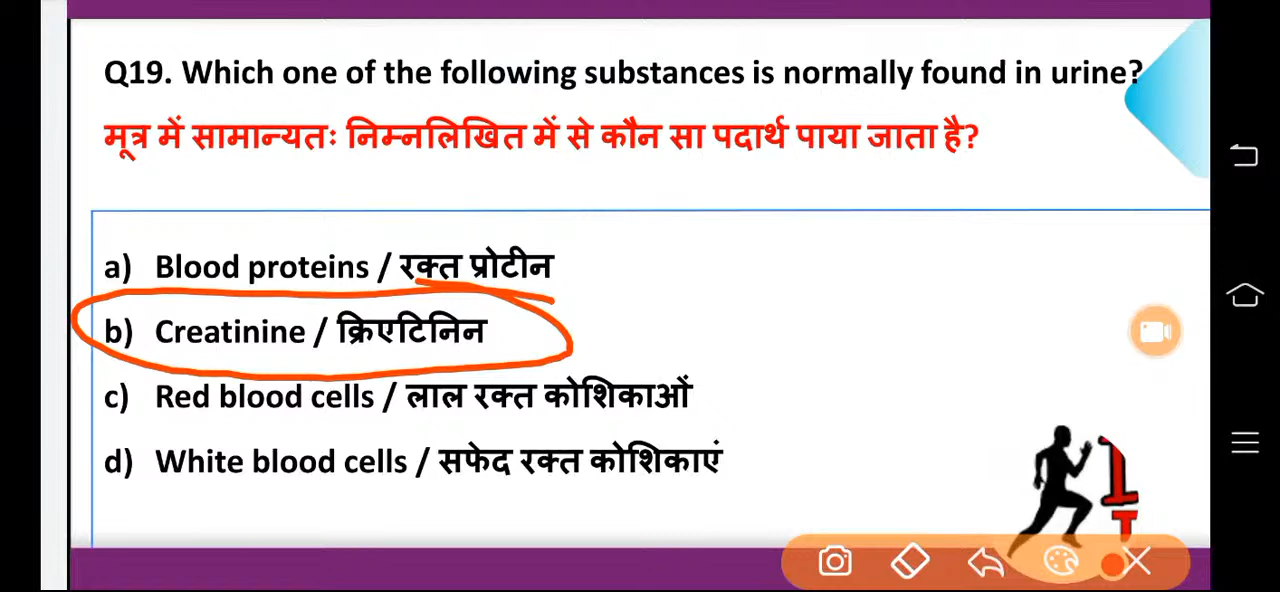 Q19. Which one of the following substances is normally found in urine?
मूत्र में सामान्यतः निम्नलिखित में से कौन सा पदार्थ पाया जाता है?
a) Blood proteins / रक्त प्रोटीन
b) Creatinine / क्रिएटिनिन
c) Red blood cells / लाल रक्त कोशिकाओं
d) White blood cells / सफेद रक्त कोशिकाएं